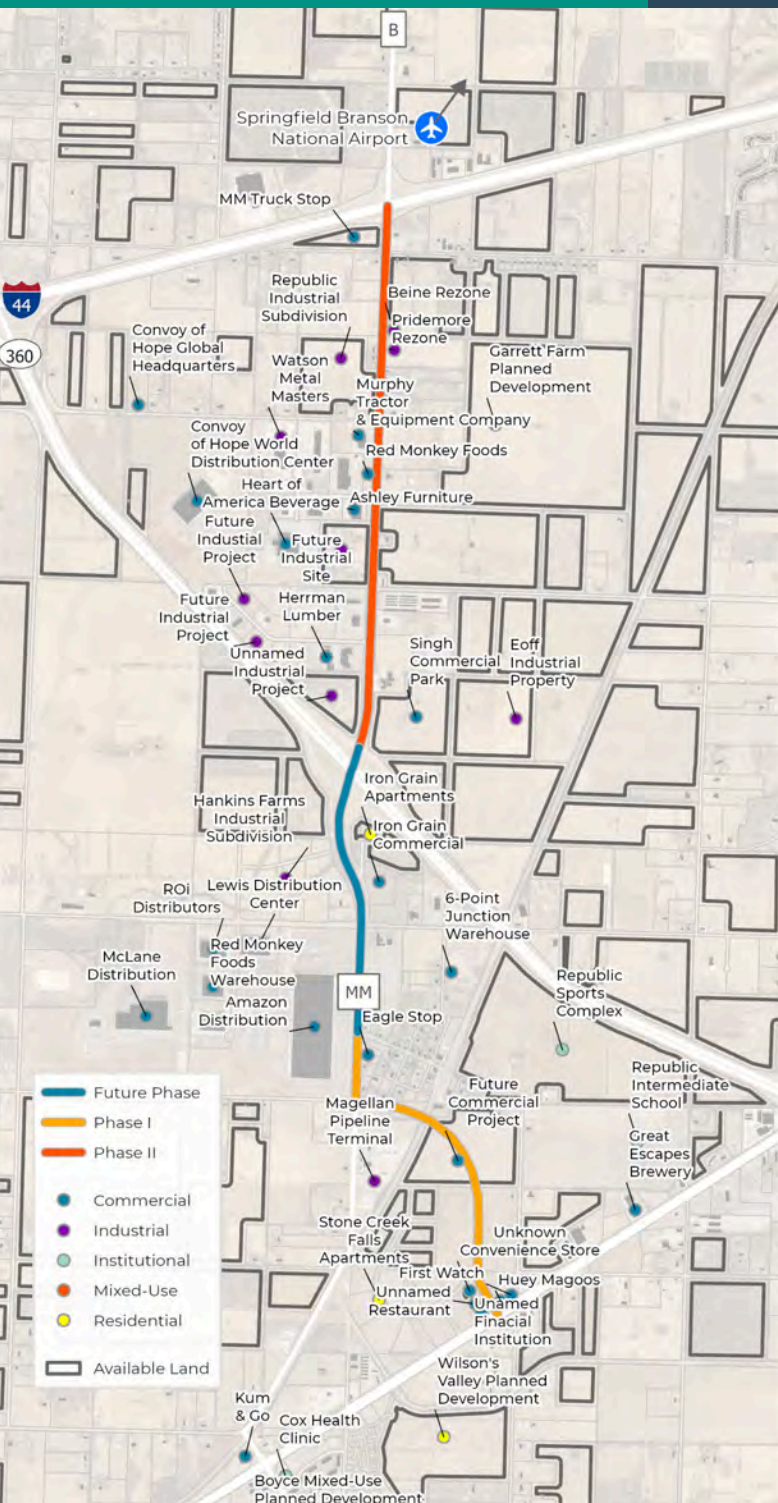 B
Springfield Branson
National Airport
MM Truck Stop
44
360
Republic
Industrial
Subdivision
Beine Rezone
Pridemore
Rezone
Convoy of
Hope Global
Headquarters
Watson
Metal
Masters
Garrett Farm
Planned
Development
Murphy
Tractor
& Equipment Company
Convoy
of Hope World
Distribution Center
Red Monkey Foods
Heart of
America Beverage
Ashley Furniture
Future
Industial
Project
Future
Industrial
Site
Future
Industrial
Project
Herrman
Lumber
Unnamed
Industrial
Project
Singh
Commercial
Park
Eoff
Industrial
Property
Iron Grain
Apartments
Hankins Farms
Industrial
Subdivision
Iron Grain
Commercial
ROi
Distributors
Lewis Distribution
Center
6-Point
Junction
Warehouse
McLane
Distribution
Red Monkey
Foods
Warehouse
Republic
Sports
Complex
MM
Amazon
Distribution
Eagle Stop
Republic
Intermediate
School
Future
Commercial
Project
Magellan
Pipeline
Terminal
Great
Escapes
Brewery
Future Phase
Phase I
Phase II
Commercial
Industrial
Institutional
Mixed-Use
Residential
Available Land
Stone Creek
Falls
Apartments
Unknown
Convenience Store
First Watch
Huey Magoos
Unnamed
Restaurant
Unamed
Finacial
Institution
Wilson's
Valley Planned
Development
Kum
& Go
Cox Health
Clinic
Boyce Mixed-Use
Planned Development